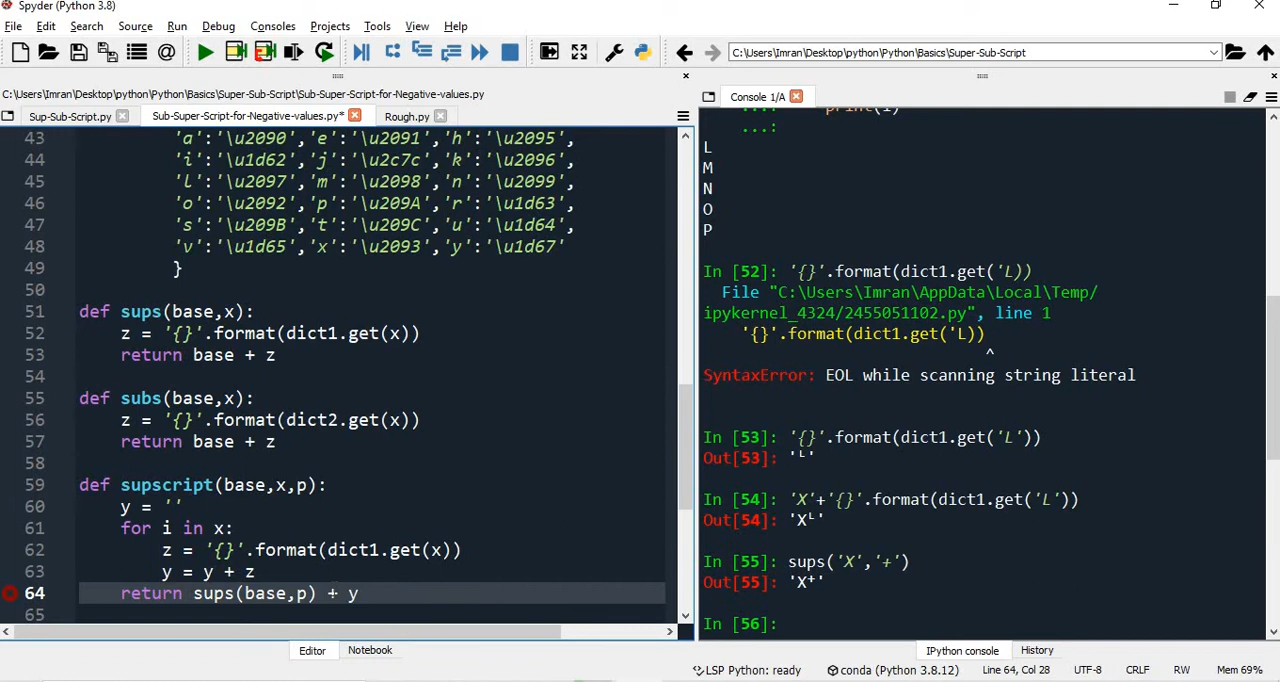 Spyder (Python 3.8)
File Edit Search Source Run Debug Consoles Projects Tools View Help
C:\Users\Imran\Desktop\python\Python\Basics\Super-Sub-Script
C:\Users\Imran\Desktop\python\Python\Basics\Super-Sub-Script\Sub-Super-Script-for-Negative-values.py
Sup-Sub-Script.py Sub-Super-Script-for-Negative-values.py* Rough.py
43 'a':'\u2090','e':'\u2091','h':'\u2095',
44 'i':'\u1d62','j':'\u2c7c','k':'\u2096',
45 'l':'\u2097','m':'\u2098','n':'\u2099',
46 'o':'\u2092','p':'\u209A','r':'\u1d63',
47 's':'\u209B','t':'\u209C','u':'\u1d64',
48 'v':'\u1d65','x':'\u2093','y':'\u1d67'
49 }
50
51 def sups(base,x):
52 z = '{}'.format(dict1.get(x))
53 return base + z
54
55 def subs(base,x):
56 z = '{}'.format(dict2.get(x))
57 return base + z
58
59 def supscript(base,x,p):
60 y = ''
61 for i in x:
62 z = '{}'.format(dict1.get(x))
63 y = y + z
64 return sups(base,p) + y
65
Editor Notebook
Console 1/A
...: print(i)
...:
L
M
N
O
P
In [52]: '{}'.format(dict1.get('L))
File "C:\Users\Imran\AppData\Local\Temp/
ipykernel_4324/2455051102.py", line 1
'{}'.format(dict1.get('L))
^
SyntaxError: EOL while scanning string literal
In [53]: '{}'.format(dict1.get('L'))
Out[53]: 'ᴸ'
In [54]: 'X'+'{}'.format(dict1.get('L'))
Out[54]: 'Xᴸ'
In [55]: sups('X','+')
Out[55]: 'X⁺'
In [56]:
IPython console History
LSP Python: ready conda (Python 3.8.12) Line 64, Col 28 UTF-8 CRLF RW Mem 69%